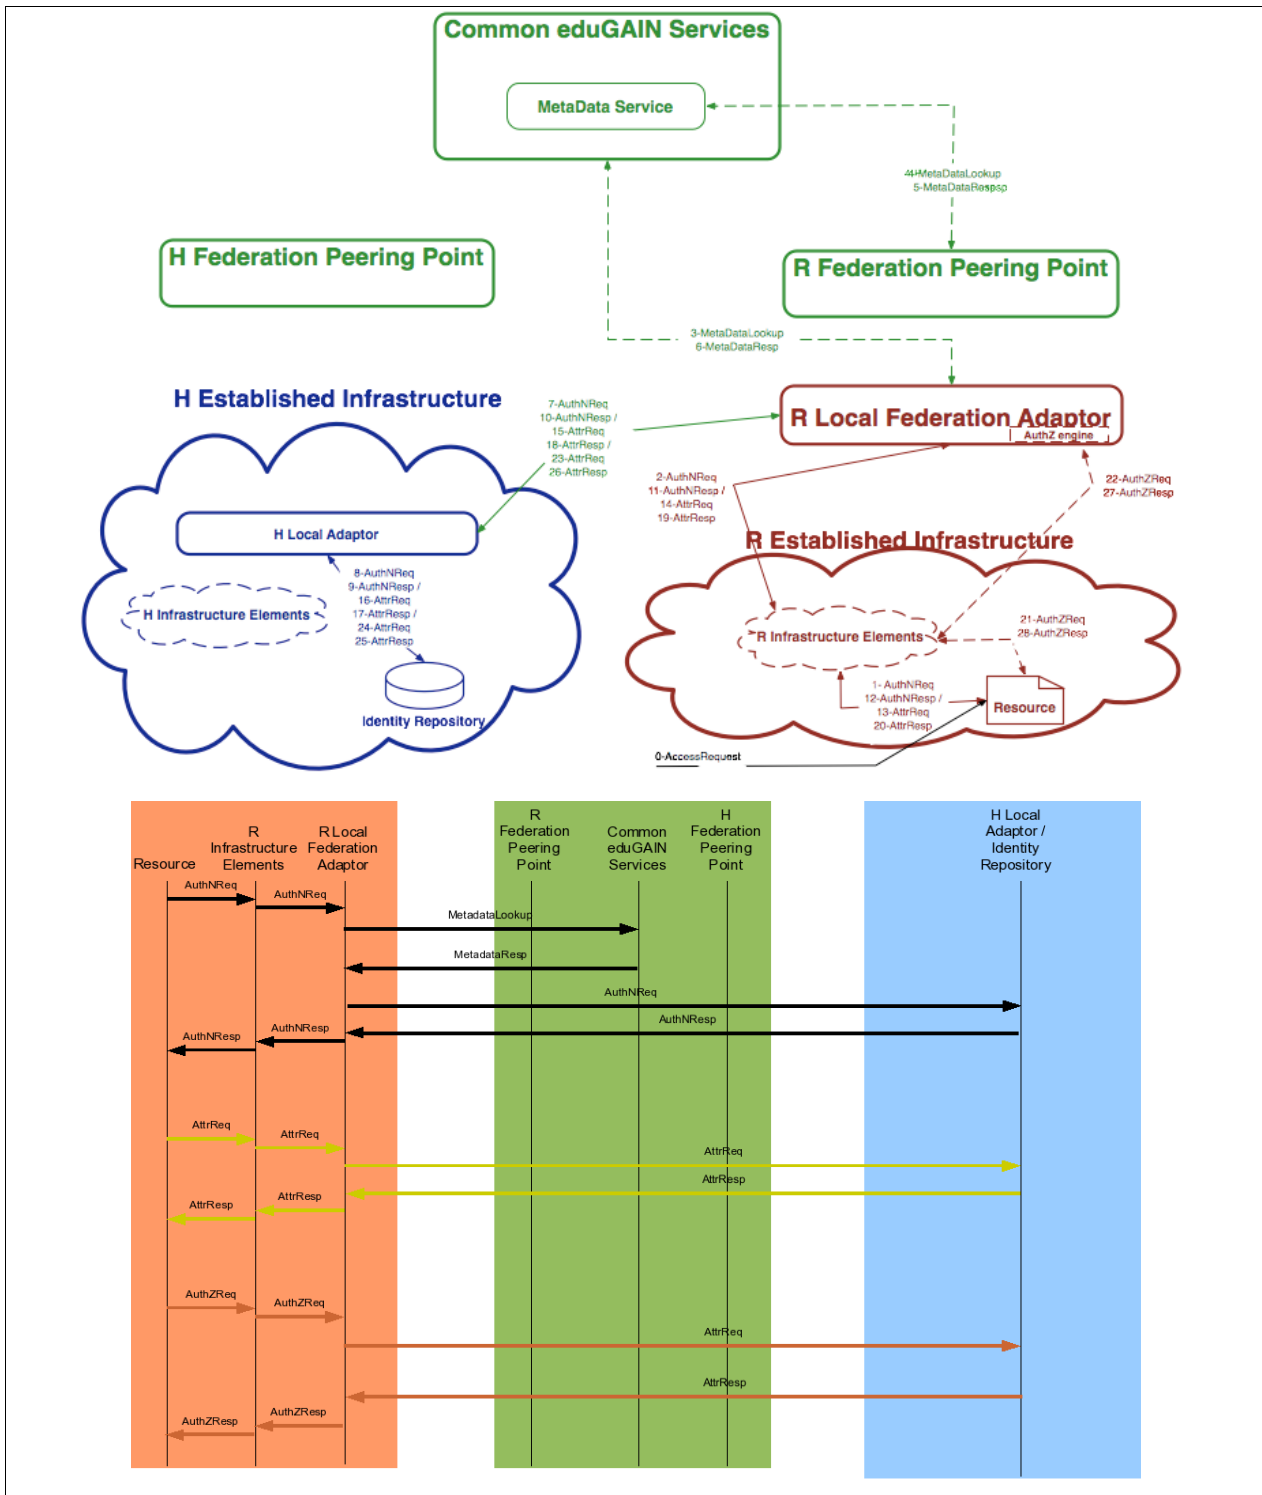 Common eduGAIN Services
MetaData Service
4-MetaDataLookup
5-MetaDataResp
H Federation Peering Point
R Federation Peering Point
3-MetaDataLookup
6-MetaDataResp
H Established Infrastructure
7-AuthNReq
10-AuthNResp /
15-AttrReq
18-AttrResp /
23-AttrReq
26-AttrResp
R Local Federation Adaptor
AuthZ engine
2-AuthNReq
11-AuthNResp /
14-AttrReq
19-AttrResp
22-AuthZReq
27-AuthZResp
H Local Adaptor
R Established Infrastructure
8-AuthNReq
9-AuthNResp /
16-AttrReq
17-AttrResp /
24-AttrReq
25-AttrResp
H Infrastructure Elements
Identity Repository
R Infrastructure Elements
21-AuthZReq
28-AuthZResp
1- AuthNReq
12-AuthNResp /
13-AttrReq
20-AttrResp
Resource
0-AccessRequest
Resource
R
Infrastructure
Elements
R Local
Federation
Adaptor
R
Federation
Peering
Point
Common
eduGAIN
Services
H
Federation
Peering
Point
H Local
Adaptor /
Identity
Repository
AuthNReq
AuthNReq
MetadataLookup
MetadataResp
AuthNReq
AuthNResp
AuthNResp
AuthNResp
AttrReq
AttrReq
AttrReq
AttrResp
AttrResp
AttrResp
AuthZReq
AuthZReq
AttrReq
AttrResp
AuthZResp
AuthZResp